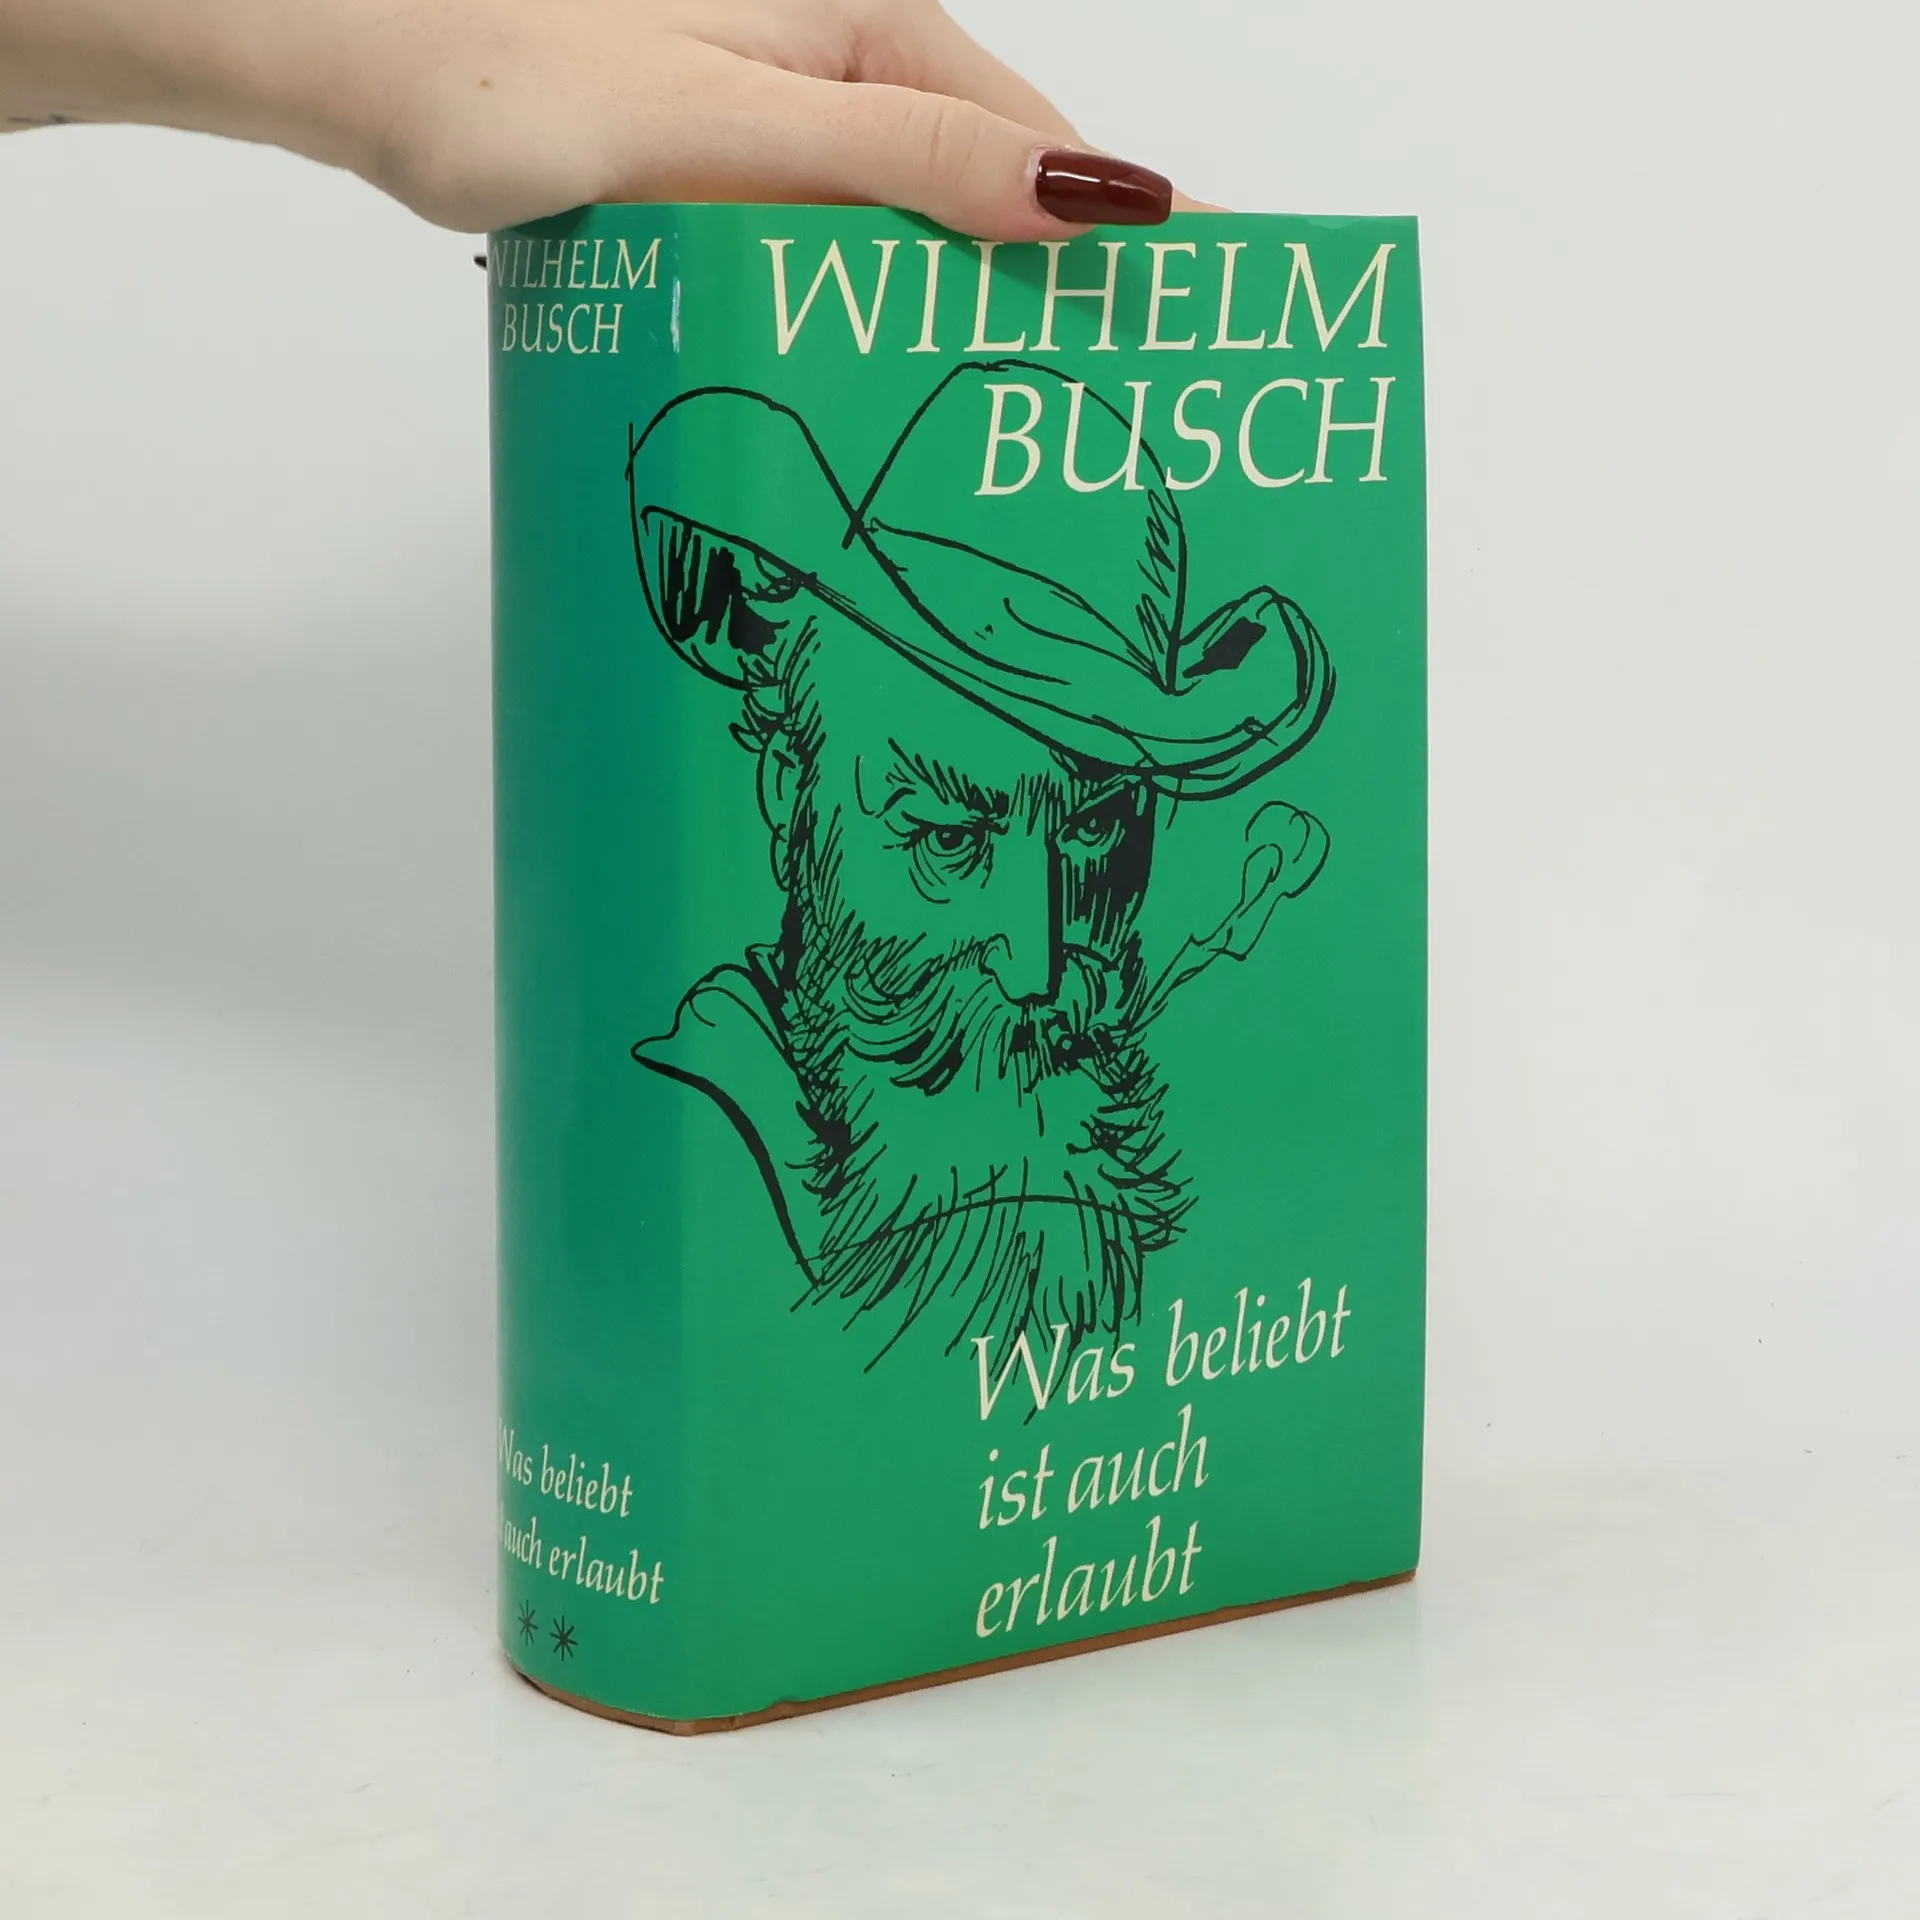 WILHELM
BUSCH
Was beliebt
auch erlaubt
**
WILHELM
BUSCH
Was beliebt
ist auch
erlaubt